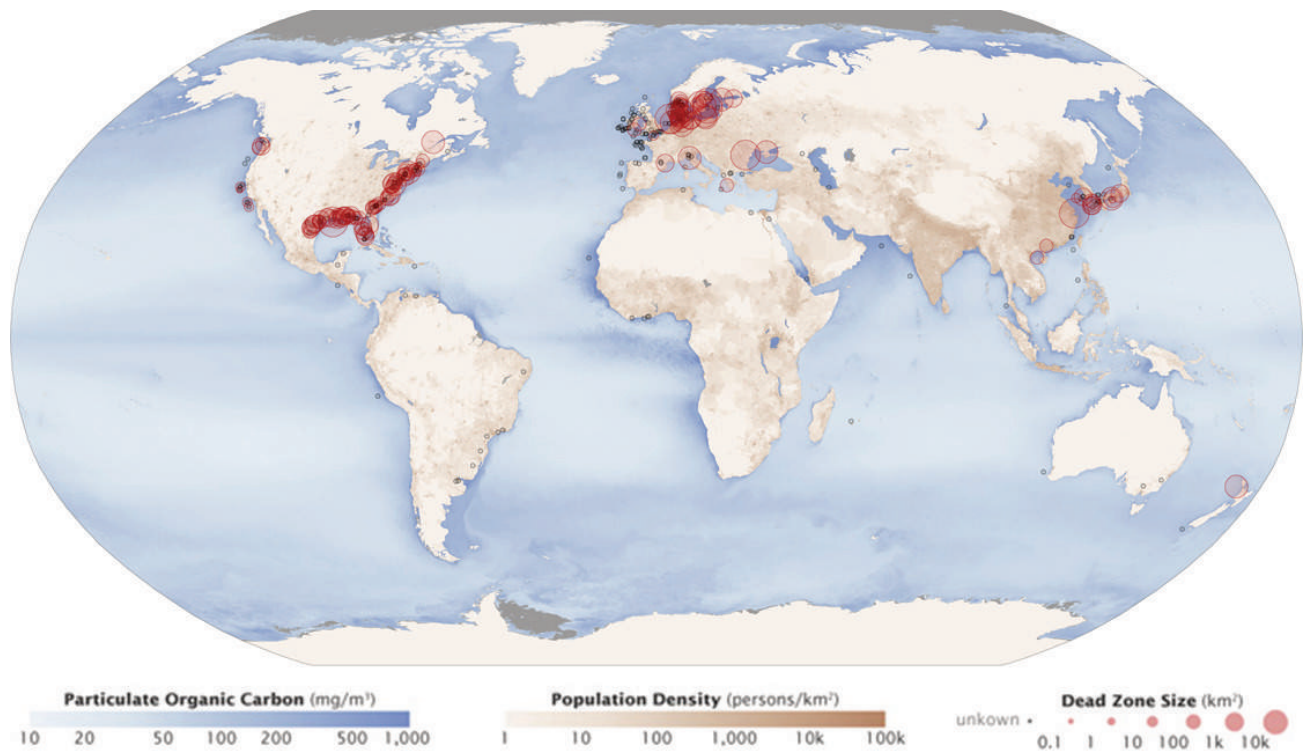 Particulate Organic Carbon (mg/m³)
10 20 50 100 200 500 1,000
Population Density (persons/km²)
1 10 100 1,000 10k 100k
Dead Zone Size (km²)
unkown
0.1 1 10 100 1k 10k